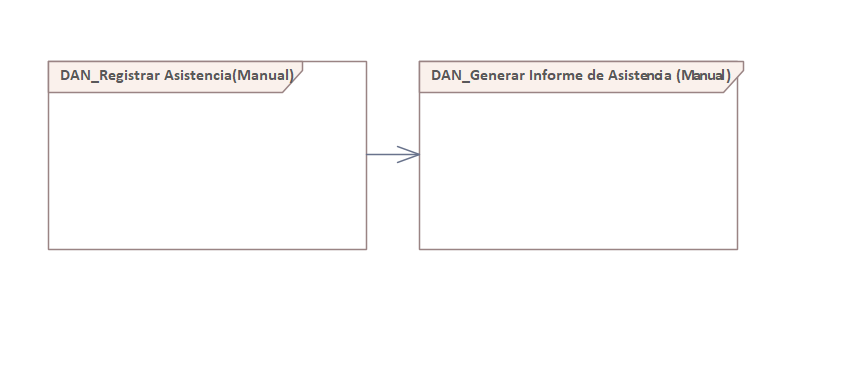 DAN_Registrar Asistencia(Manual)
DAN_Generar Informe de Asistencia (Manual)